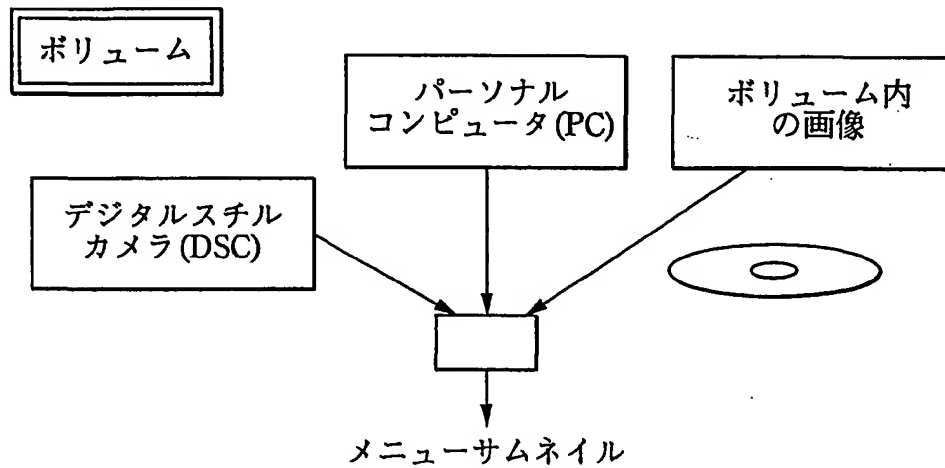 ボリューム
パーソナル
コンピュータ(PC)
ボリューム内
の画像
デジタルスチル
カメラ(DSC)
メニューサムネイル